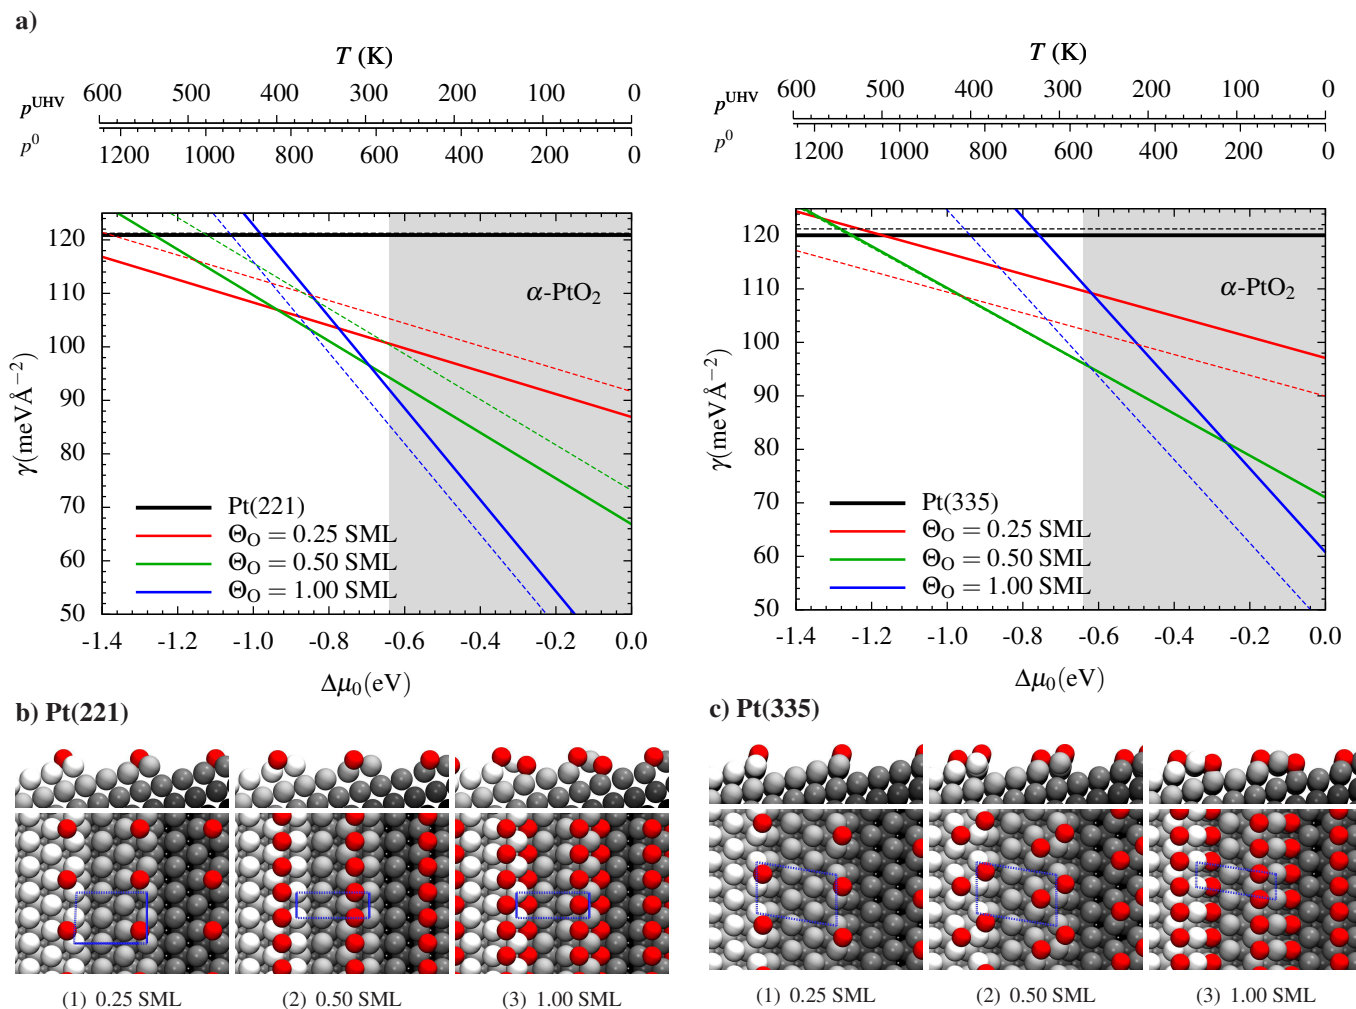 a)
T (K)
p^UHV 600 500 400 300 200 100 0
p^0 1200 1000 800 600 400 200 0
120
110
100
90
80
70
60
50
γ(meVÅ⁻²)
α-PtO₂
Pt(221)
Θ_O = 0.25 SML
Θ_O = 0.50 SML
Θ_O = 1.00 SML
-1.4 -1.2 -1.0 -0.8 -0.6 -0.4 -0.2 0.0
Δμ₀(eV)
T (K)
p^UHV 600 500 400 300 200 100 0
p^0 1200 1000 800 600 400 200 0
120
110
100
90
80
70
60
50
γ(meVÅ⁻²)
α-PtO₂
Pt(335)
Θ_O = 0.25 SML
Θ_O = 0.50 SML
Θ_O = 1.00 SML
-1.4 -1.2 -1.0 -0.8 -0.6 -0.4 -0.2 0.0
Δμ₀(eV)
b) Pt(221)
(1) 0.25 SML
(2) 0.50 SML
(3) 1.00 SML
c) Pt(335)
(1) 0.25 SML
(2) 0.50 SML
(3) 1.00 SML